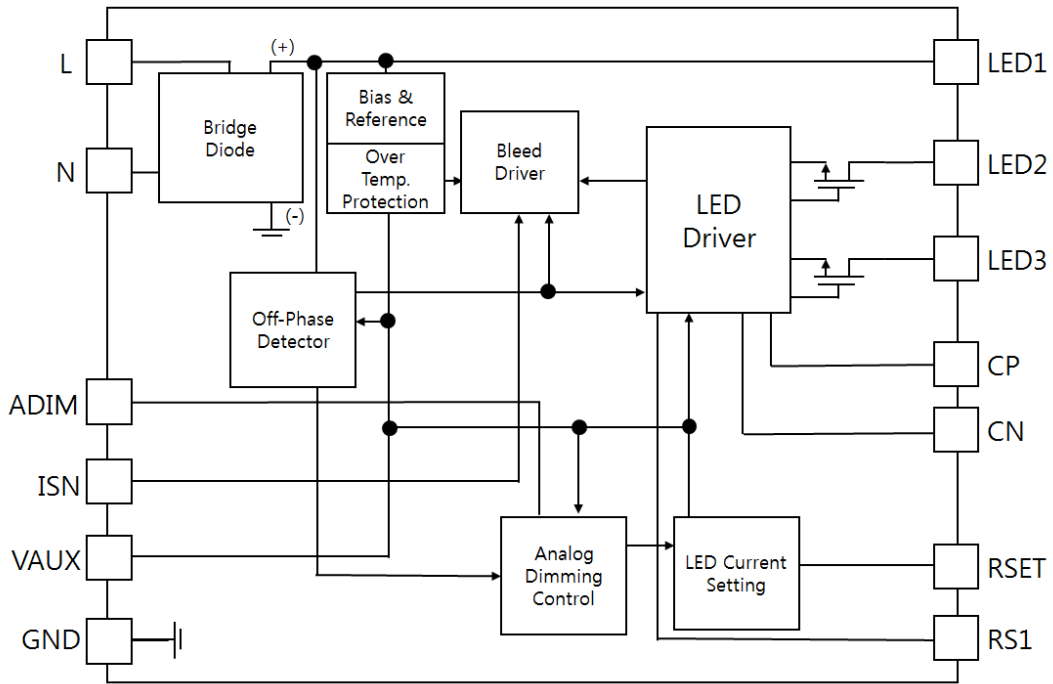 L
(+)
LED1
Bridge
Diode
Bias &
Reference
Over
Temp.
Protection
Bleed
Driver
LED
Driver
N
(-)
LED2
LED3
Off-Phase
Detector
CP
ADIM
CN
ISN
VAUX
Analog
Dimming
Control
LED Current
Setting
RSET
GND
RS1